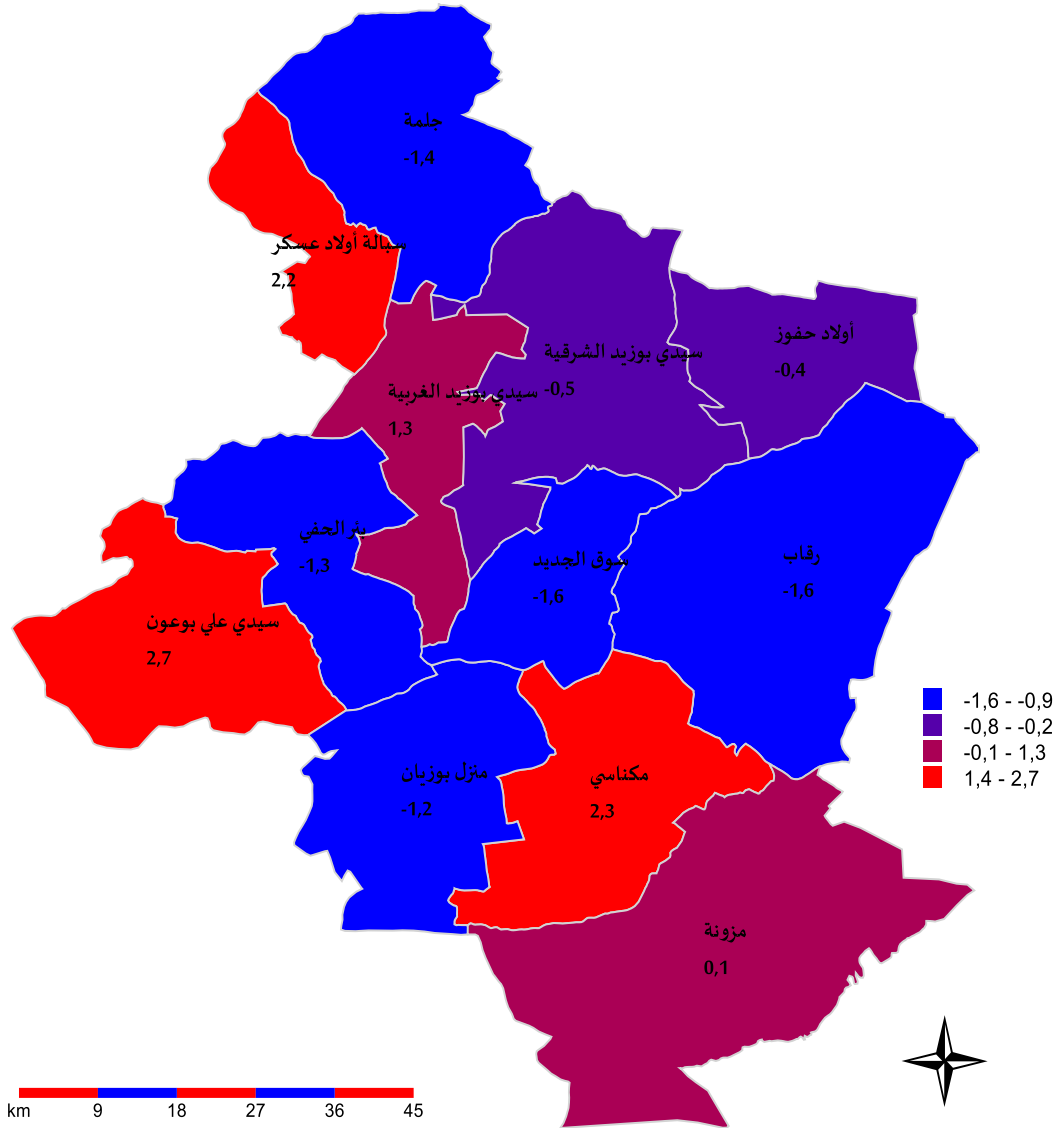 جلمة
-1,4
سبالة أولاد عسكر
2,2
أولاد حفوز
-0,4
سيدي بوزيد الشرقية
-0,5
سيدي بوزيد الغربية
1,3
بئر الحفي
-1,3
سوق الجديد
-1,6
رقاب
-1,6
سيدي علي بوعون
2,7
منزل بوزيان
-1,2
مكناسي
2,3
مزونة
0,1
-1,6 - -0,9
-0,8 - -0,2
-0,1 - 1,3
1,4 - 2,7
km 9 18 27 36 45